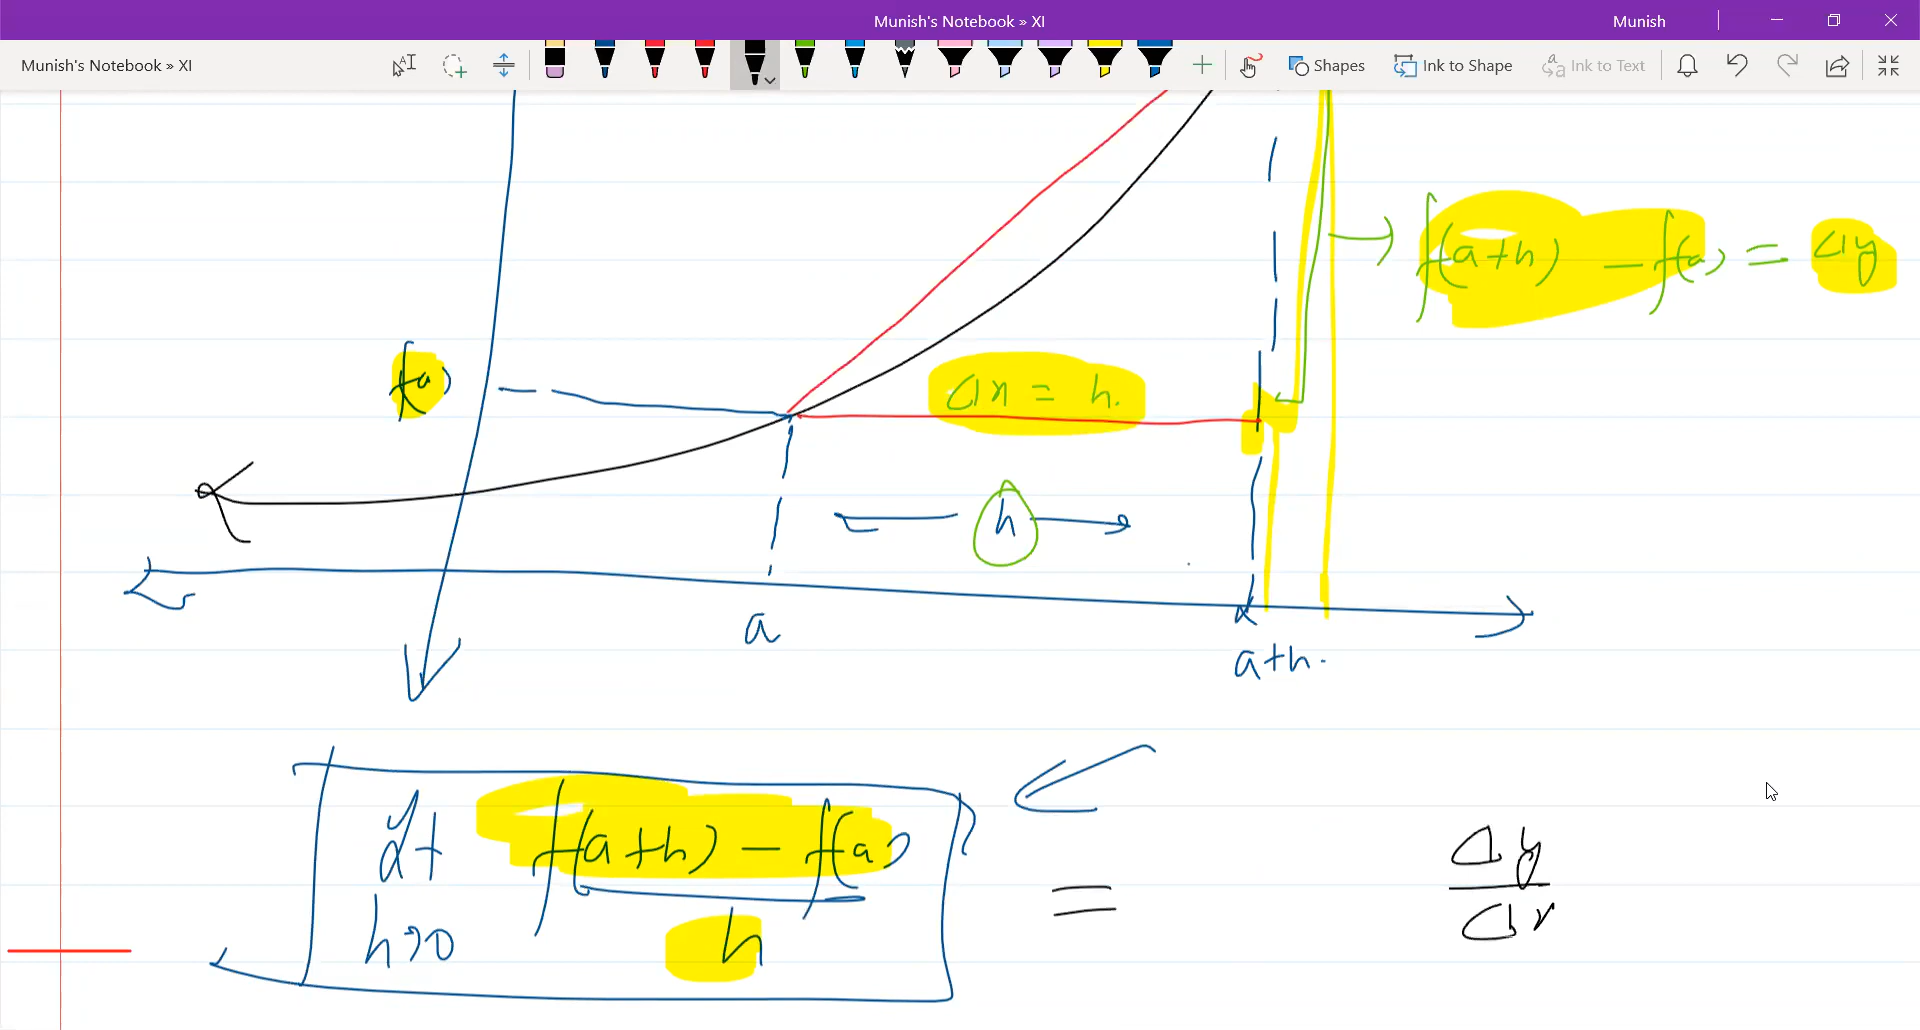 Munish's Notebook » XI
Munish
Munish's Notebook » XI
Shapes
Ink to Shape
Ink to Text
f(a+h) - f(a) = Δy
f(a)
Δx = h.
h
a
a+h.
lt f(a+h) - f(a)
h→0 h
= Δy
Δx